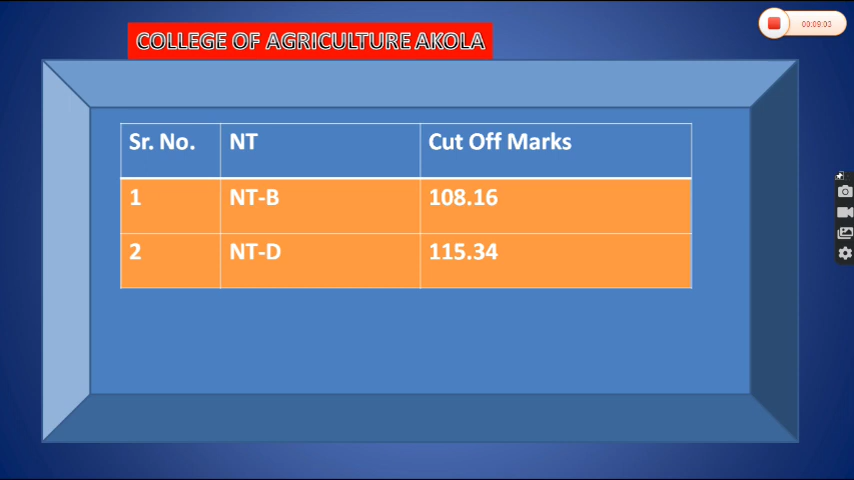 COLLEGE OF AGRICULTURE AKOLA
00:09:03
Sr. No. NT Cut Off Marks
1 NT-B 108.16
2 NT-D 115.34